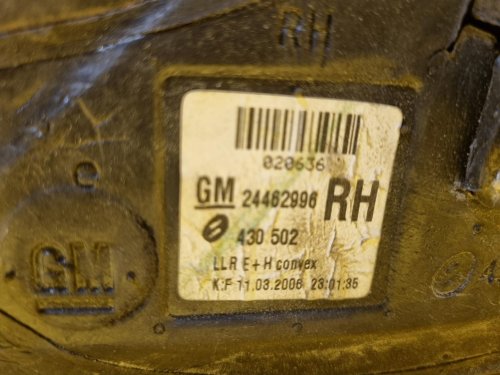 RH
020636
GM 24462996 RH
430 502
LLR E+H convex
K:F 11.03.2006 23:01:35
GM